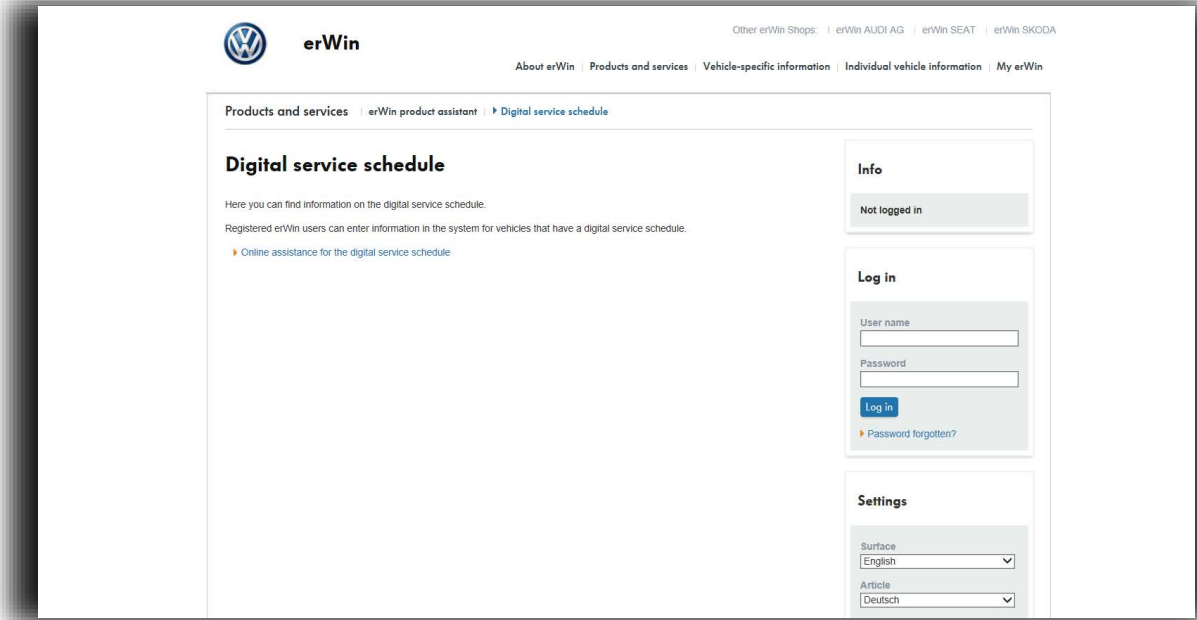 Other erWin Shops: | erWin AUDI AG | erWin SEAT | erWin SKODA
erWin
About erWin | Products and services | Vehicle-specific information | Individual vehicle information | My erWin
Products and services | erWin product assistant | Digital service schedule
Digital service schedule
Here you can find information on the digital service schedule.
Registered erWin users can enter information in the system for vehicles that have a digital service schedule.
Online assistance for the digital service schedule
Info
Not logged in
Log in
User name
Password
Log in
Password forgotten?
Settings
Surface
English
Article
Deutsch